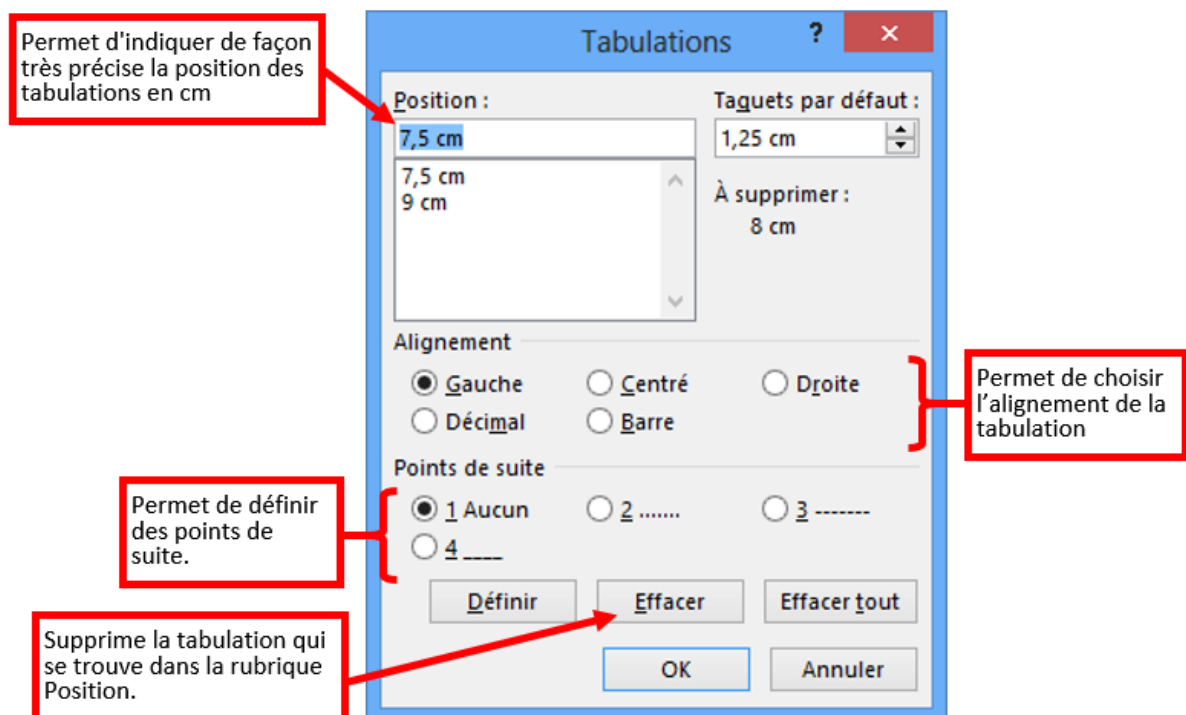 Permet d'indiquer de façon
très précise la position des
tabulations en cm
Tabulations
?
×
Position :
Taquets par défaut :
7,5 cm
1,25 cm
7,5 cm
9 cm
À supprimer :
8 cm
Alignement
Gauche
Centré
Droite
Décimal
Barre
Permet de choisir
l’alignement de la
tabulation
Points de suite
1 Aucun
2 .......
3 -------
4 ____
Permet de définir
des points de
suite.
Définir
Effacer
Effacer tout
Supprime la tabulation qui
se trouve dans la rubrique
Position.
OK
Annuler